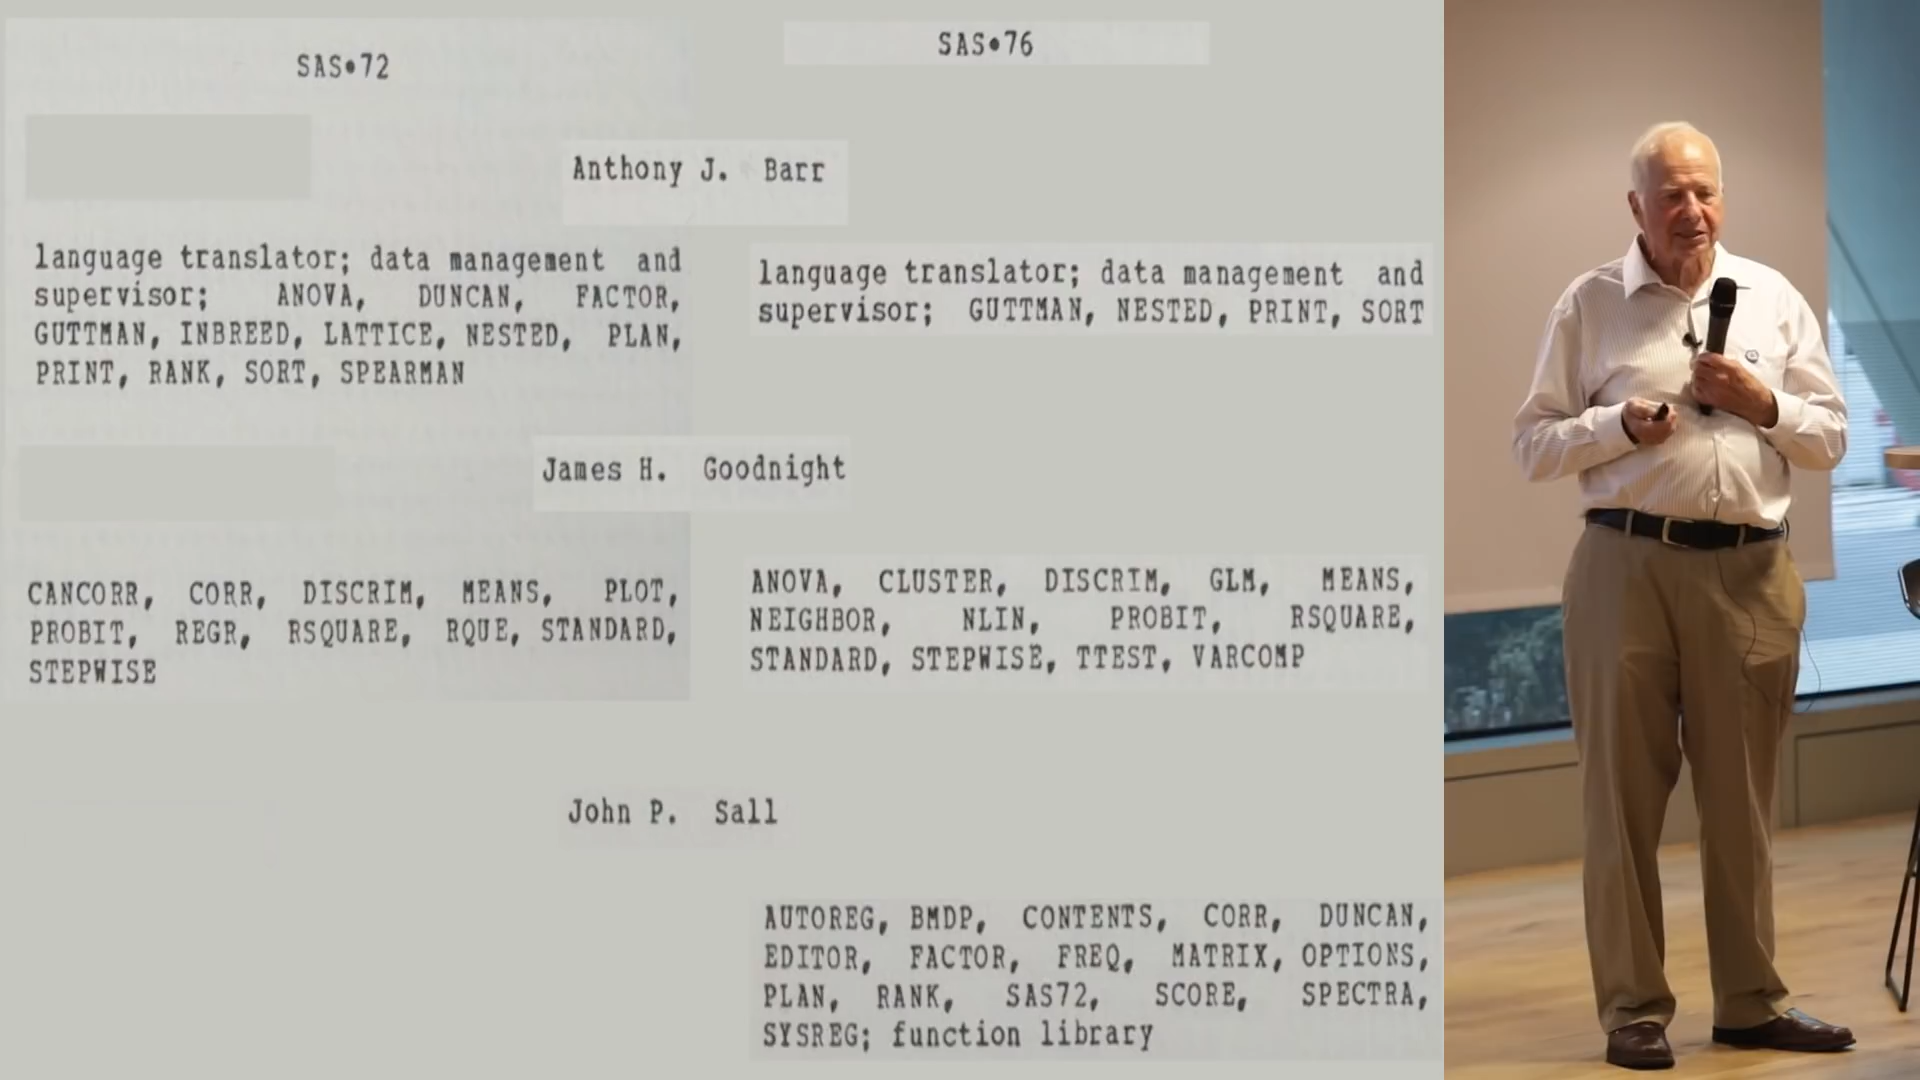 SAS•72
SAS•76
Anthony J. Barr
language translator; data management and
supervisor; ANOVA, DUNCAN, FACTOR,
GUTTMAN, INBREED, LATTICE, NESTED, PLAN,
PRINT, RANK, SORT, SPEARMAN
language translator; data management and
supervisor; GUTTMAN, NESTED, PRINT, SORT
James H. Goodnight
CANCORR, CORR, DISCRIM, MEANS, PLOT,
PROBIT, REGR, RSQUARE, RQUE, STANDARD,
STEPWISE
ANOVA, CLUSTER, DISCRIM, GLM, MEANS,
NEIGHBOR, NLIN, PROBIT, RSQUARE,
STANDARD, STEPWISE, TTEST, VARCOMP
John P. Sall
AUTOREG, BMDP, CONTENTS, CORR, DUNCAN,
EDITOR, FACTOR, FREQ, MATRIX, OPTIONS,
PLAN, RANK, SAS72, SCORE, SPECTRA,
SYSREG; function library